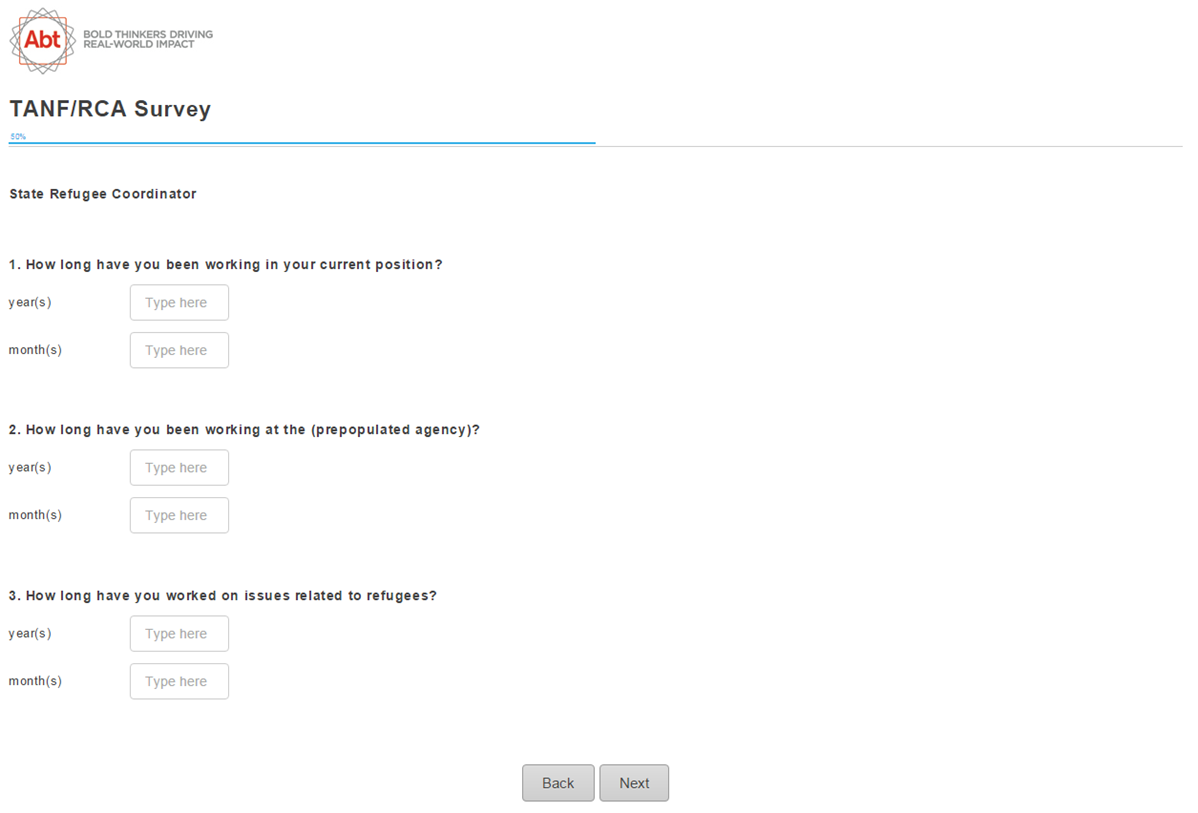 Abt
BOLD THINKERS DRIVING
REAL-WORLD IMPACT
TANF/RCA Survey
50%
State Refugee Coordinator
1. How long have you been working in your current position?
year(s)
Type here
month(s)
Type here
2. How long have you been working at the (prepopulated agency)?
year(s)
Type here
month(s)
Type here
3. How long have you worked on issues related to refugees?
year(s)
Type here
month(s)
Type here
Back
Next